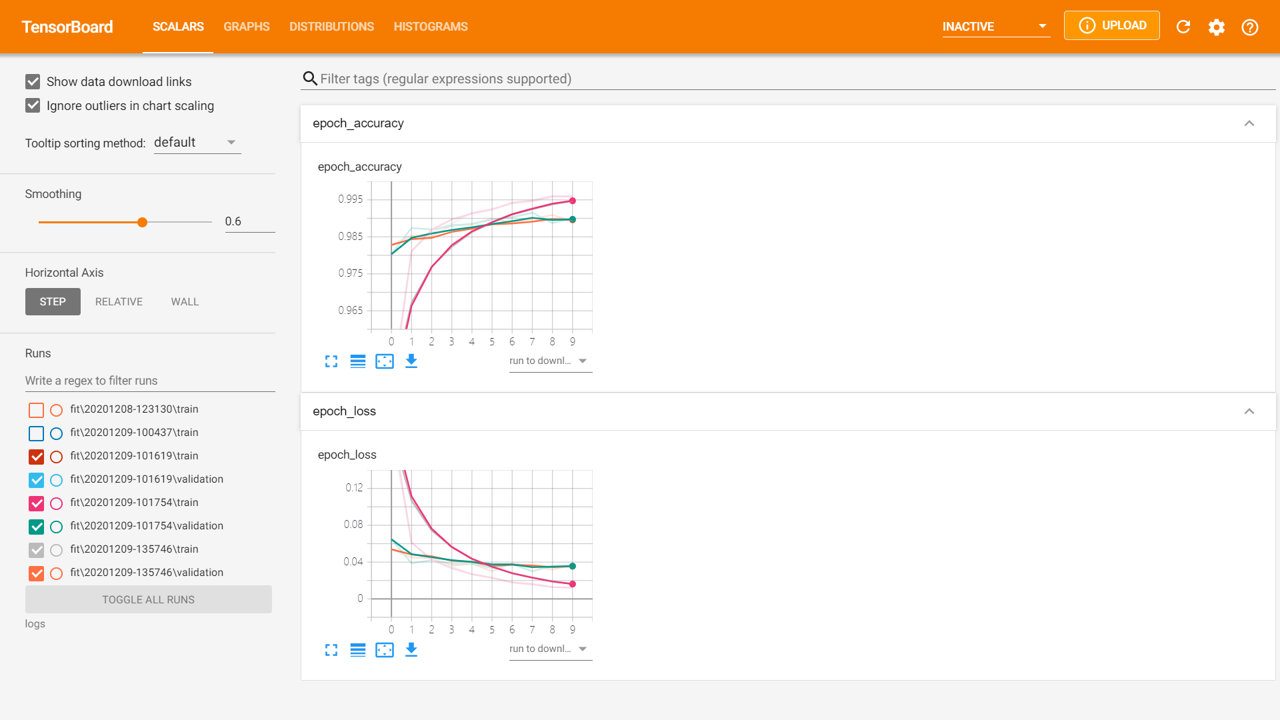 TensorBoard SCALARS GRAPHS DISTRIBUTIONS HISTOGRAMS INACTIVE UPLOAD
Show data download links
Ignore outliers in chart scaling
Tooltip sorting method: default
Smoothing
0.6
Horizontal Axis
STEP RELATIVE WALL
Runs
Write a regex to filter runs
fit\20201208-123130\train
fit\20201209-100437\train
fit\20201209-101619\train
fit\20201209-101619\validation
fit\20201209-101754\train
fit\20201209-101754\validation
fit\20201209-135746\train
fit\20201209-135746\validation
TOGGLE ALL RUNS
logs
Filter tags (regular expressions supported)
epoch_accuracy
epoch_accuracy
0.995
0.985
0.975
0.965
0 1 2 3 4 5 6 7 8 9
run to downl...
epoch_loss
epoch_loss
0.12
0.08
0.04
0
0 1 2 3 4 5 6 7 8 9
run to downl...